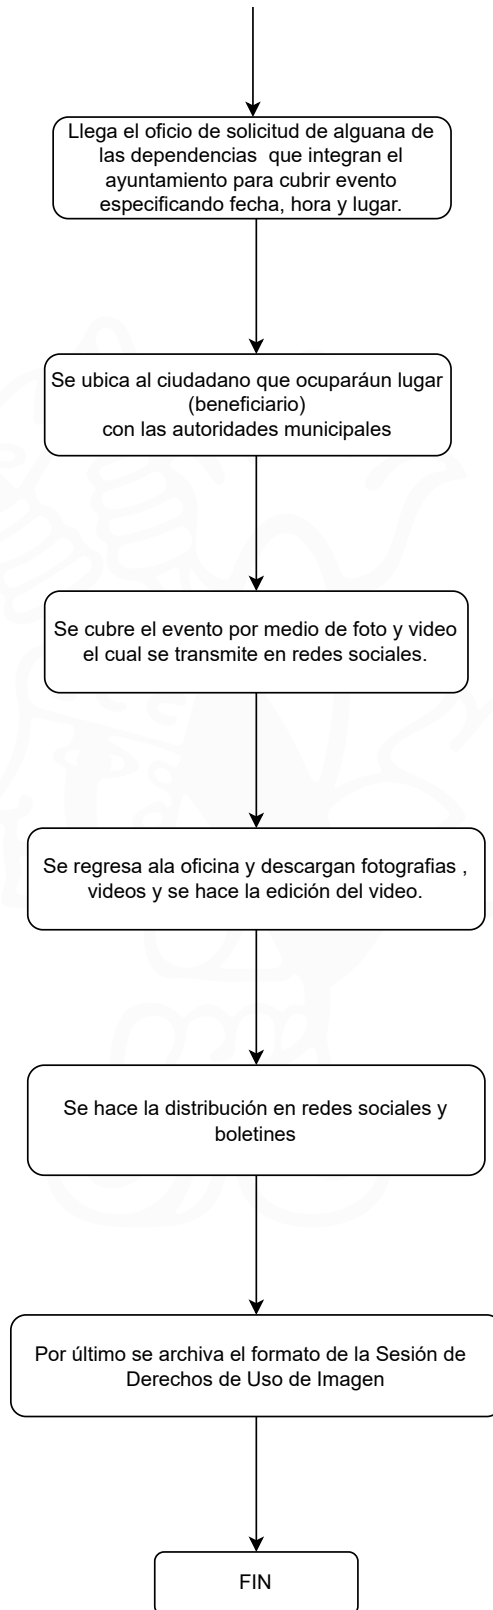 Llega el oficio de solicitud de alguana de
las dependencias  que integran el
ayuntamiento para cubrir evento
especificando fecha, hora y lugar.
Se ubica al ciudadano que ocuparáun lugar
(beneficiario)
con las autoridades municipales
Se cubre el evento por medio de foto y video
el cual se transmite en redes sociales.
Se regresa ala oficina y descargan fotografias ,
videos y se hace la edición del video.
Se hace la distribución en redes sociales y
boletines
Por último se archiva el formato de la Sesión de
Derechos de Uso de Imagen
FIN